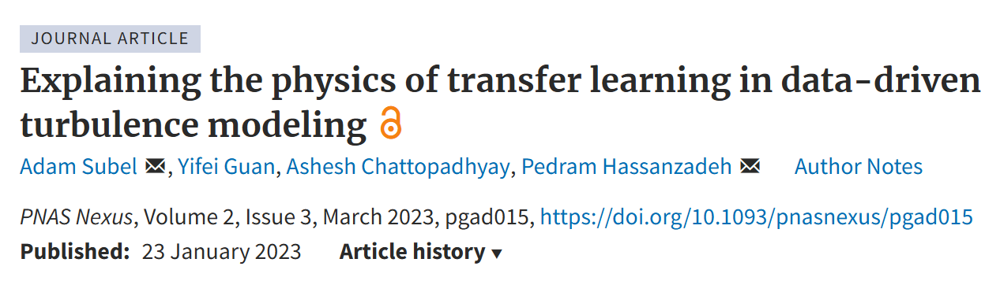 JOURNAL ARTICLE
Explaining the physics of transfer learning in data-driven
turbulence modeling
Adam Subel , Yifei Guan, Ashesh Chattopadhyay, Pedram Hassanzadeh Author Notes
PNAS Nexus, Volume 2, Issue 3, March 2023, pgad015, https://doi.org/10.1093/pnasnexus/pgad015
Published: 23 January 2023 Article history ▼